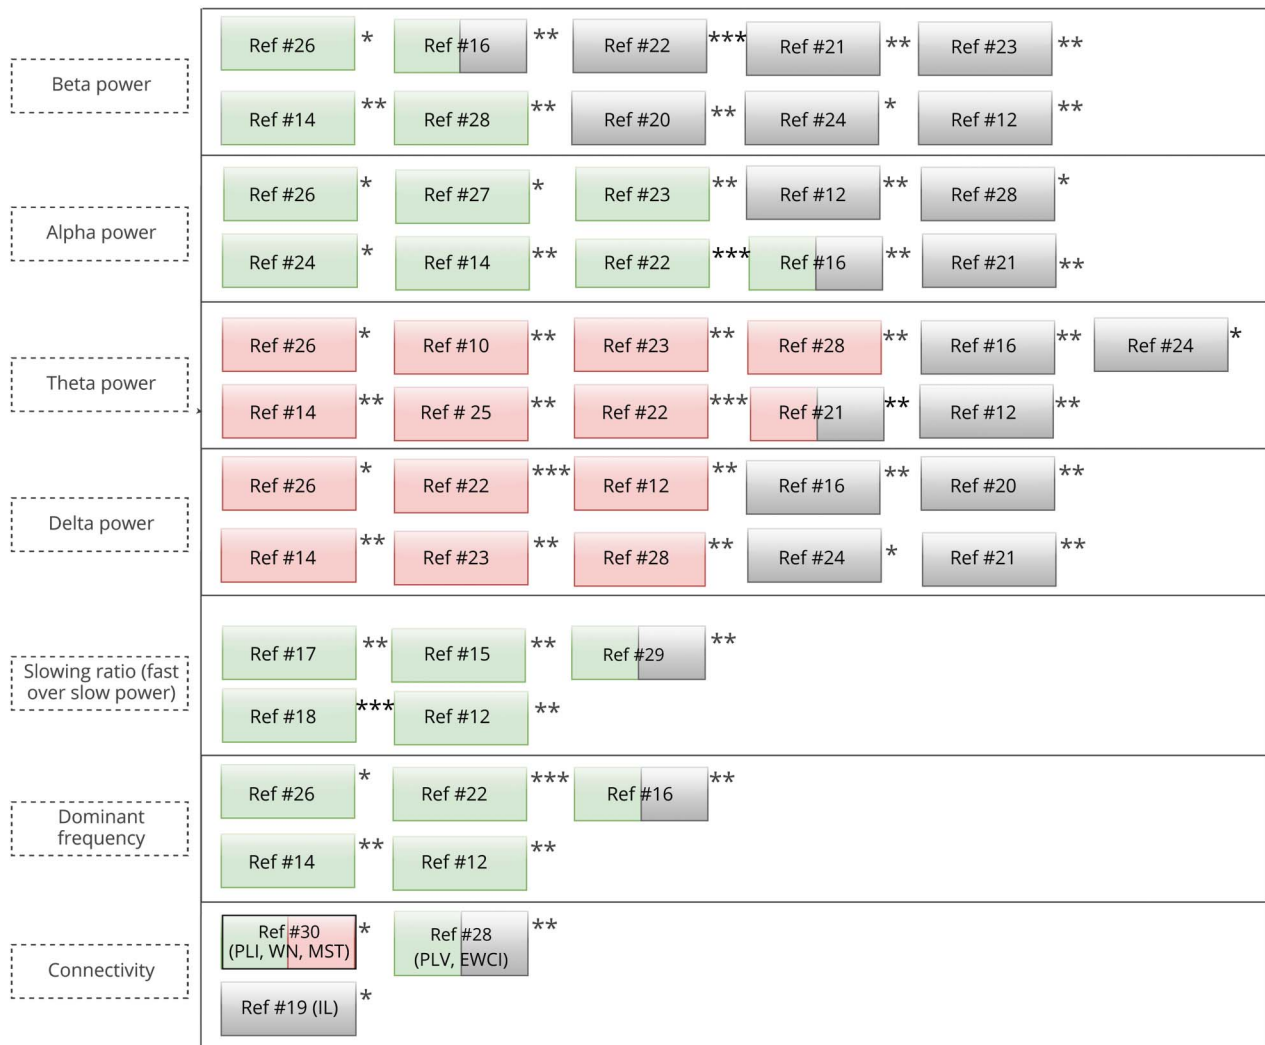 Beta power
Ref #26 * Ref #16 ** Ref #22 *** Ref #21 ** Ref #23 **
Ref #14 ** Ref #28 ** Ref #20 ** Ref #24 * Ref #12 **
Alpha power
Ref #26 * Ref #27 * Ref #23 ** Ref #12 ** Ref #28 *
Ref #24 * Ref #14 ** Ref #22 *** Ref #16 ** Ref #21 **
Theta power
Ref #26 * Ref #10 ** Ref #23 ** Ref #28 ** Ref #16 ** Ref #24 *
Ref #14 ** Ref # 25 ** Ref #22 *** Ref #21 ** Ref #12 **
Delta power
Ref #26 * Ref #22 *** Ref #12 ** Ref #16 ** Ref #20 **
Ref #14 ** Ref #23 ** Ref #28 ** Ref #24 * Ref #21 **
Slowing ratio (fast
over slow power)
Ref #17 ** Ref #15 ** Ref #29 **
Ref #18 *** Ref #12 **
Dominant
frequency
Ref #26 * Ref #22 *** Ref #16 **
Ref #14 ** Ref #12 **
Connectivity
Ref #30 * Ref #28 **
(PLI, WN, MST) (PLV, EWCI)
Ref #19 (IL) *